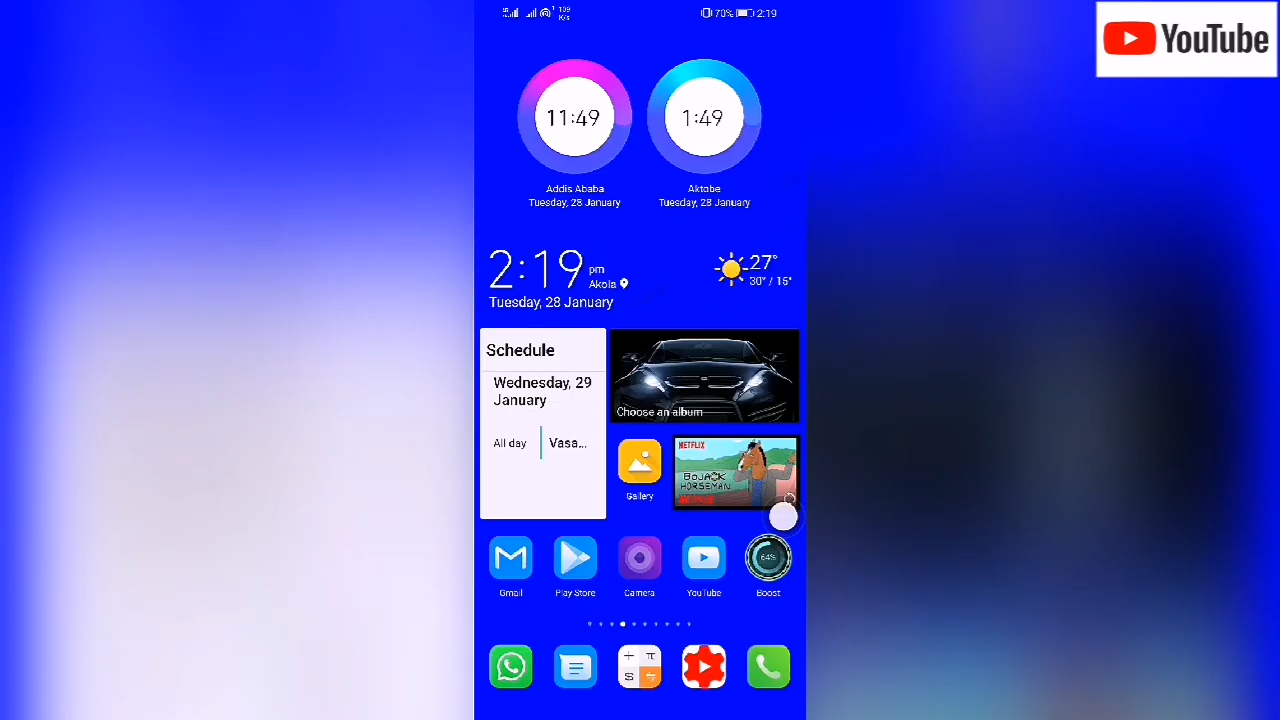 109
K/s
70% 2:19
YouTube
11:49
1:49
Addis Ababa
Tuesday, 28 January
Aktobe
Tuesday, 28 January
2:19 pm
Akola
Tuesday, 28 January
27°
30° / 15°
Schedule
Wednesday, 29
January
All day
Vasa...
Choose an album
NETFLIX
BOJACK
HORSEMAN
Gallery
64%
Gmail
Play Store
Camera
YouTube
Boost